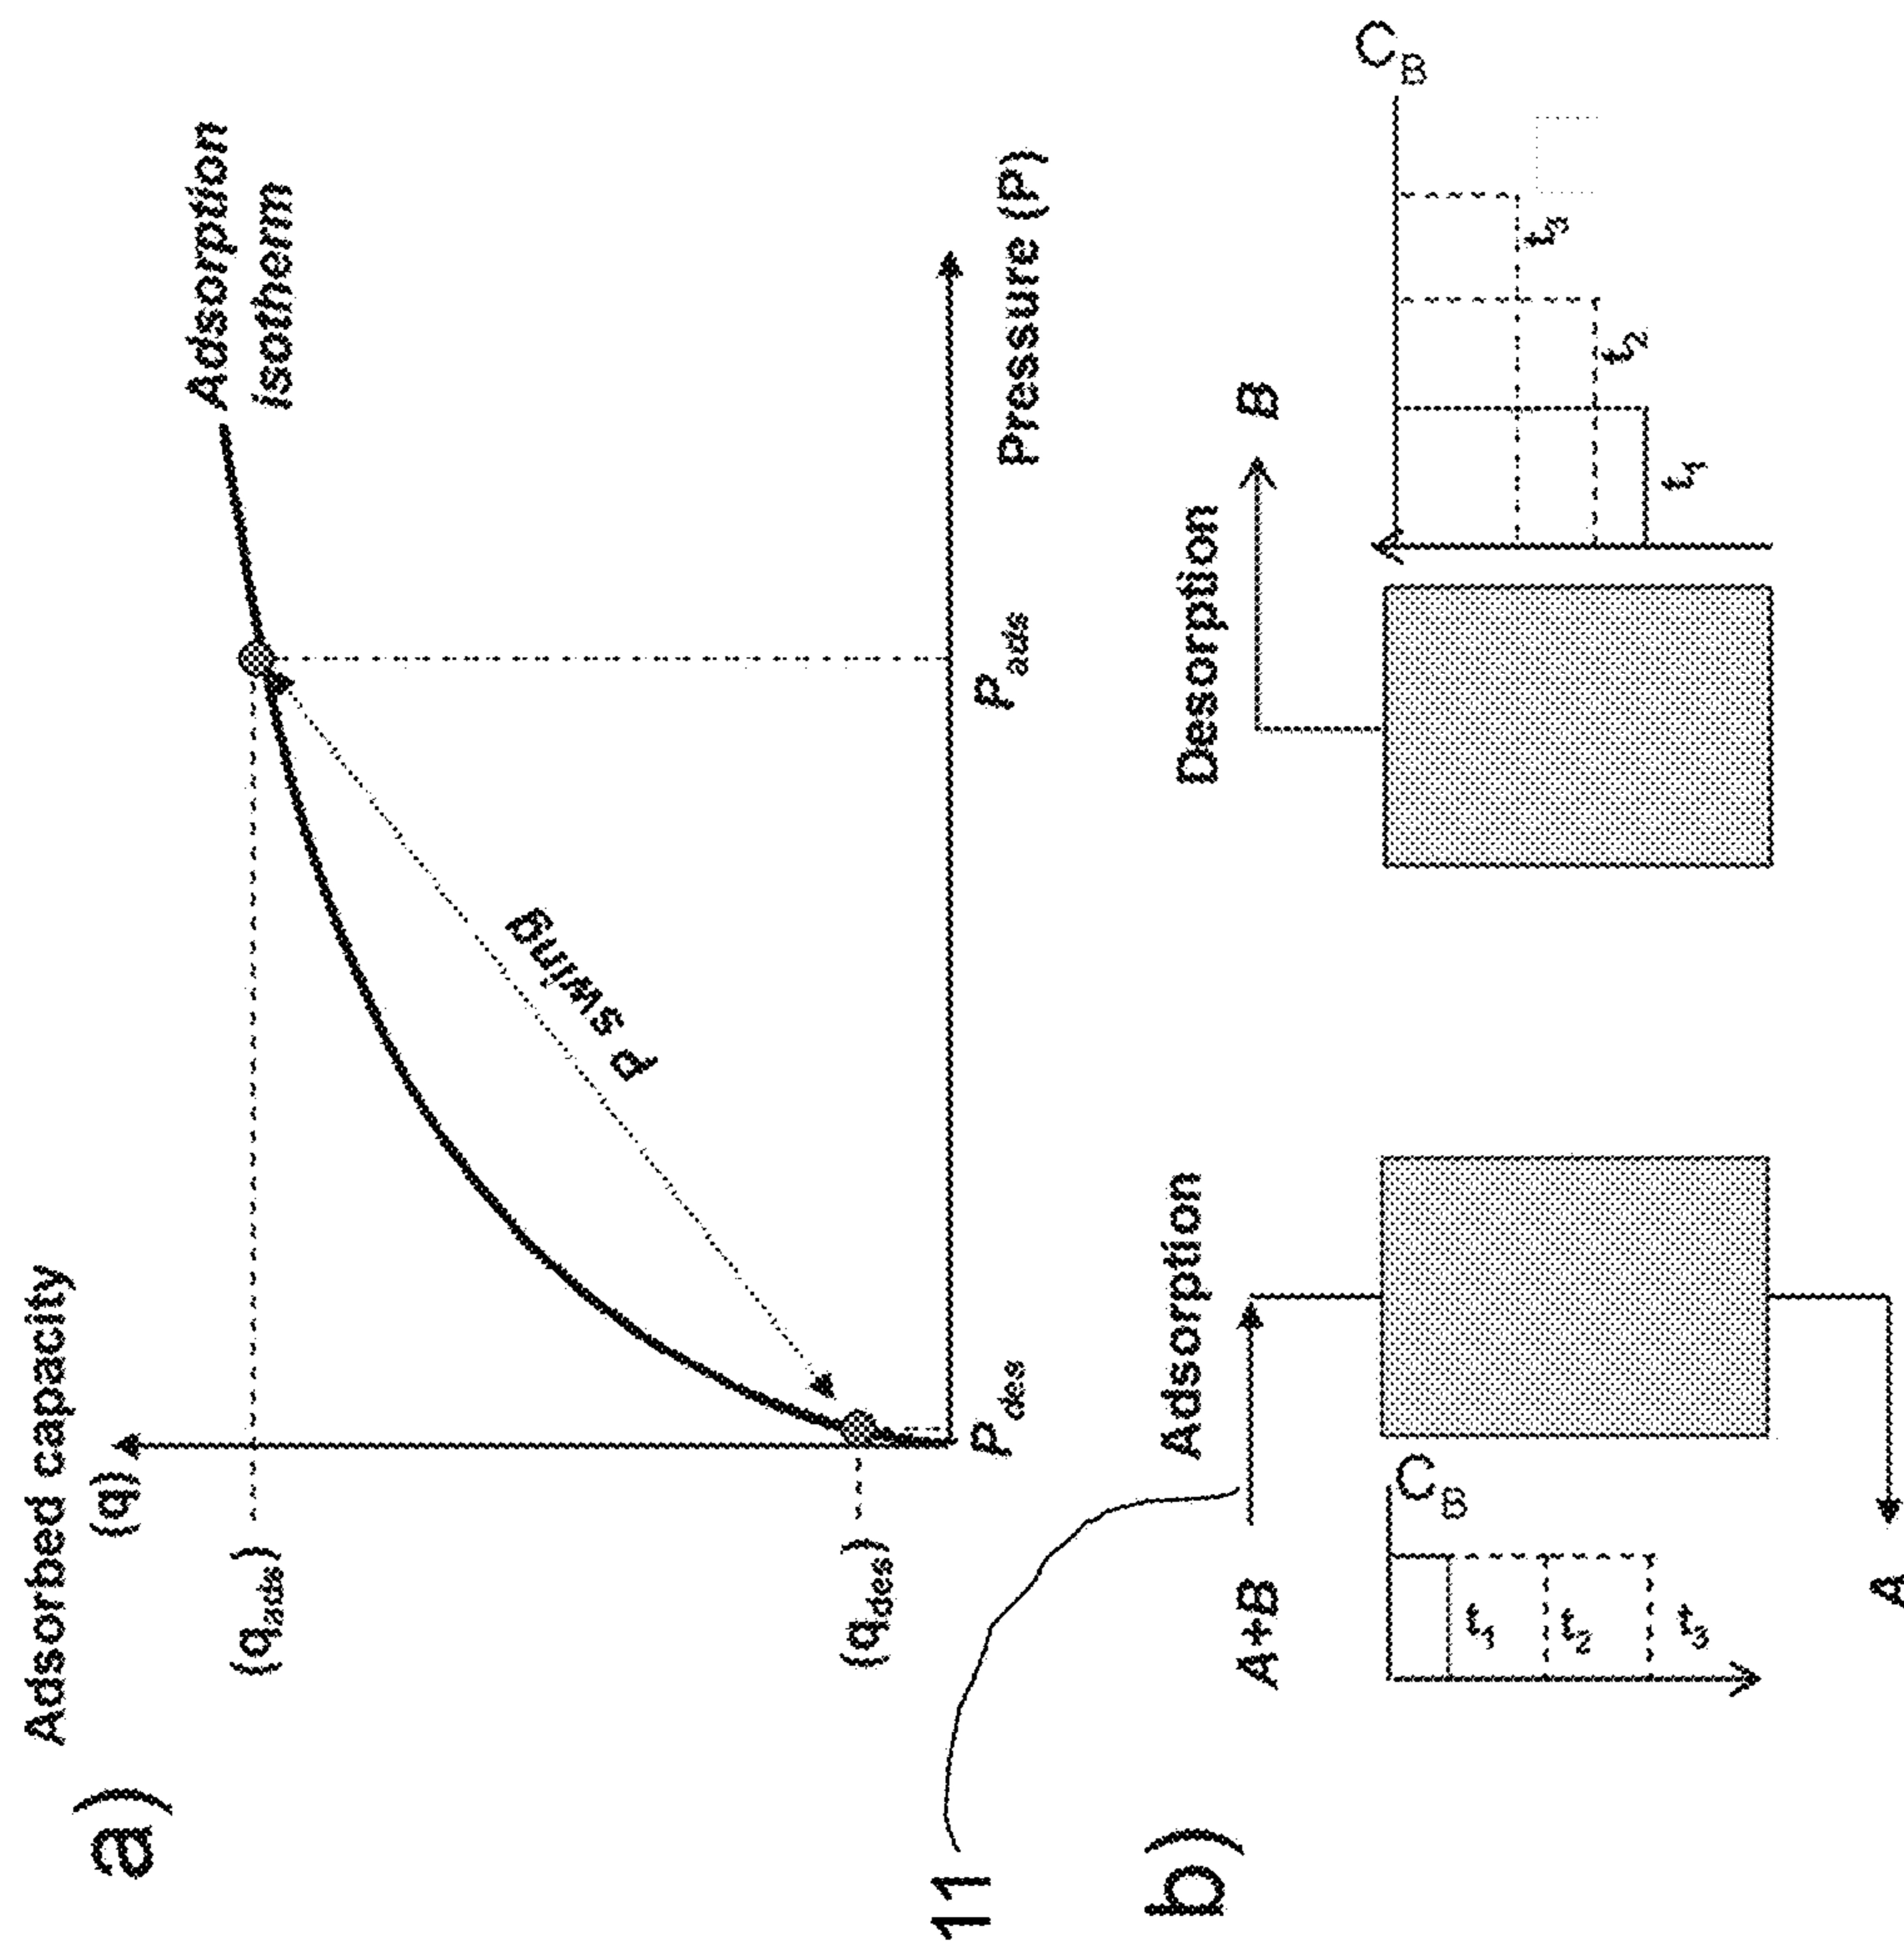 a)
Adsorbed capacity
(q)
Adsorption
isotherm
(q_ads)
P swing
(q_des)
P_des
P_ads
Pressure (P)
11
b)
A+B
Adsorption
Desorption
B
C_B
t_1
t_2
t_3
A
C_B
t_1
t_2
t_3